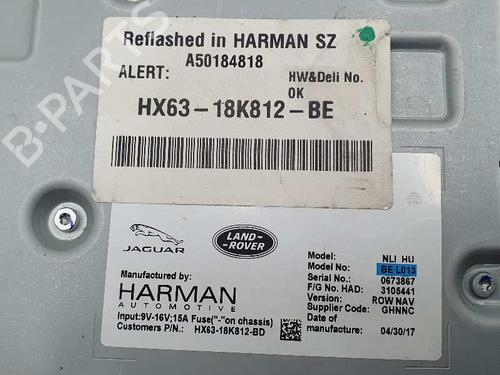 Reflashed in HARMAN SZ
A50184818
ALERT:
HW&Deli No.
OK
HX63-18K812-BE
JAGUAR
LAND-
ROVER
Manufactured by:
HARMAN
AUTOMOTIVE
Input:9V-16V;15A Fuse("-"on chassis)
Customers P/N.: HX63-18K812-BD
Model: NLI HU
Model No: BE L013
Serial No.: 0673867
F/G No. HAD: 3105441
Version: ROW NAV
Supplier Code: GHNNC
Date of
manufacture: 04/30/17